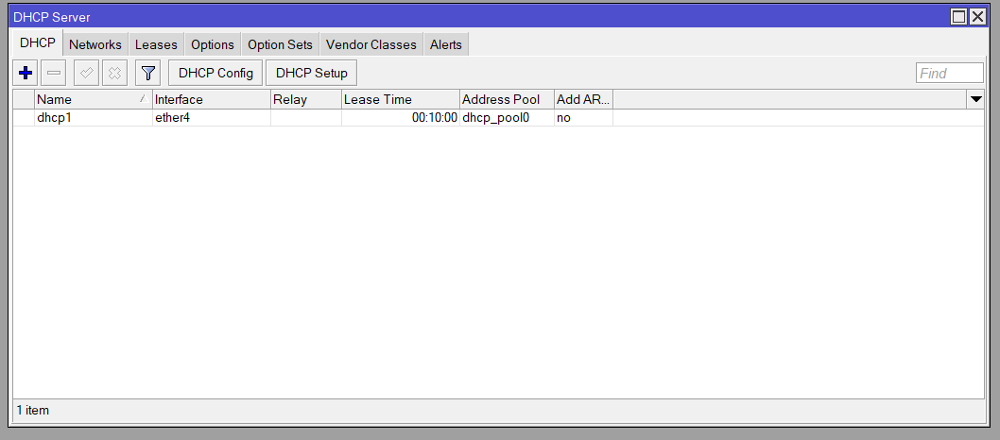 DHCP Server
DHCP Networks Leases Options Option Sets Vendor Classes Alerts
DHCP Config DHCP Setup Find
Name Interface Relay Lease Time Address Pool Add AR...
dhcp1 ether4 00:10:00 dhcp_pool0 no
1 item